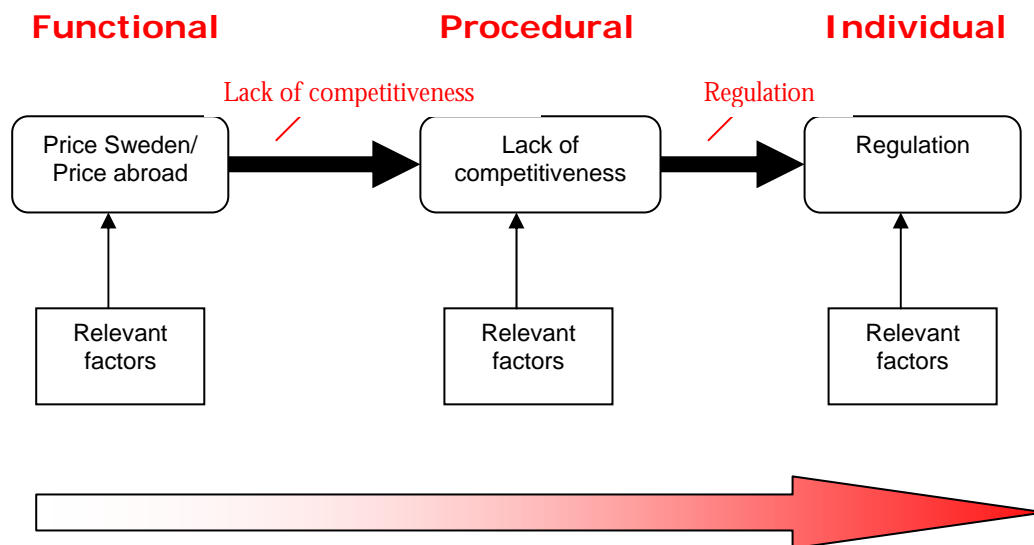 Functional
Procedural
Individual
Lack of competitiveness
Regulation
Price Sweden/
Price abroad
Lack of
competitiveness
Regulation
Relevant
factors
Relevant
factors
Relevant
factors